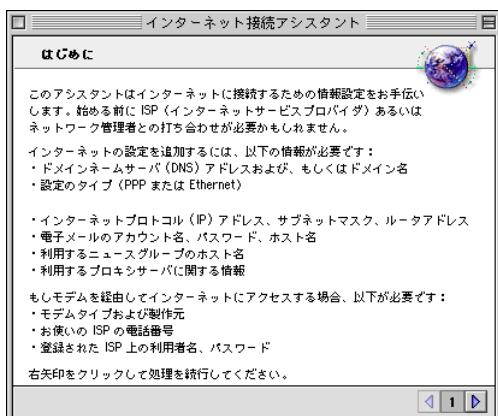 インターネット接続アシスタント
はじめに
このアシスタントはインターネットに接続するための情報設定をお手伝い
します。始める前に ISP（インターネットサービスプロバイダ）あるいは
ネットワーク管理者との打ち合わせが必要かもしれません。
インターネットの設定を追加するには、以下の情報が必要です：
・ドメインネームサーバ（DNS）アドレスおよび、もしくはドメイン名
・設定のタイプ（PPP または Ethernet）
・インターネットプロトコル（IP）アドレス、サブネットマスク、ルータアドレス
・電子メールのアカウント名、パスワード、ホスト名
・利用するニュースグループのホスト名
・利用するプロキシサーバに関する情報
もしモデムを経由してインターネットにアクセスする場合、以下が必要です：
・モデムタイプおよび製作元
・お使いの ISP の電話番号
・登録された ISP 上の利用者名、パスワード
右矢印をクリックして処理を続行してください。
1